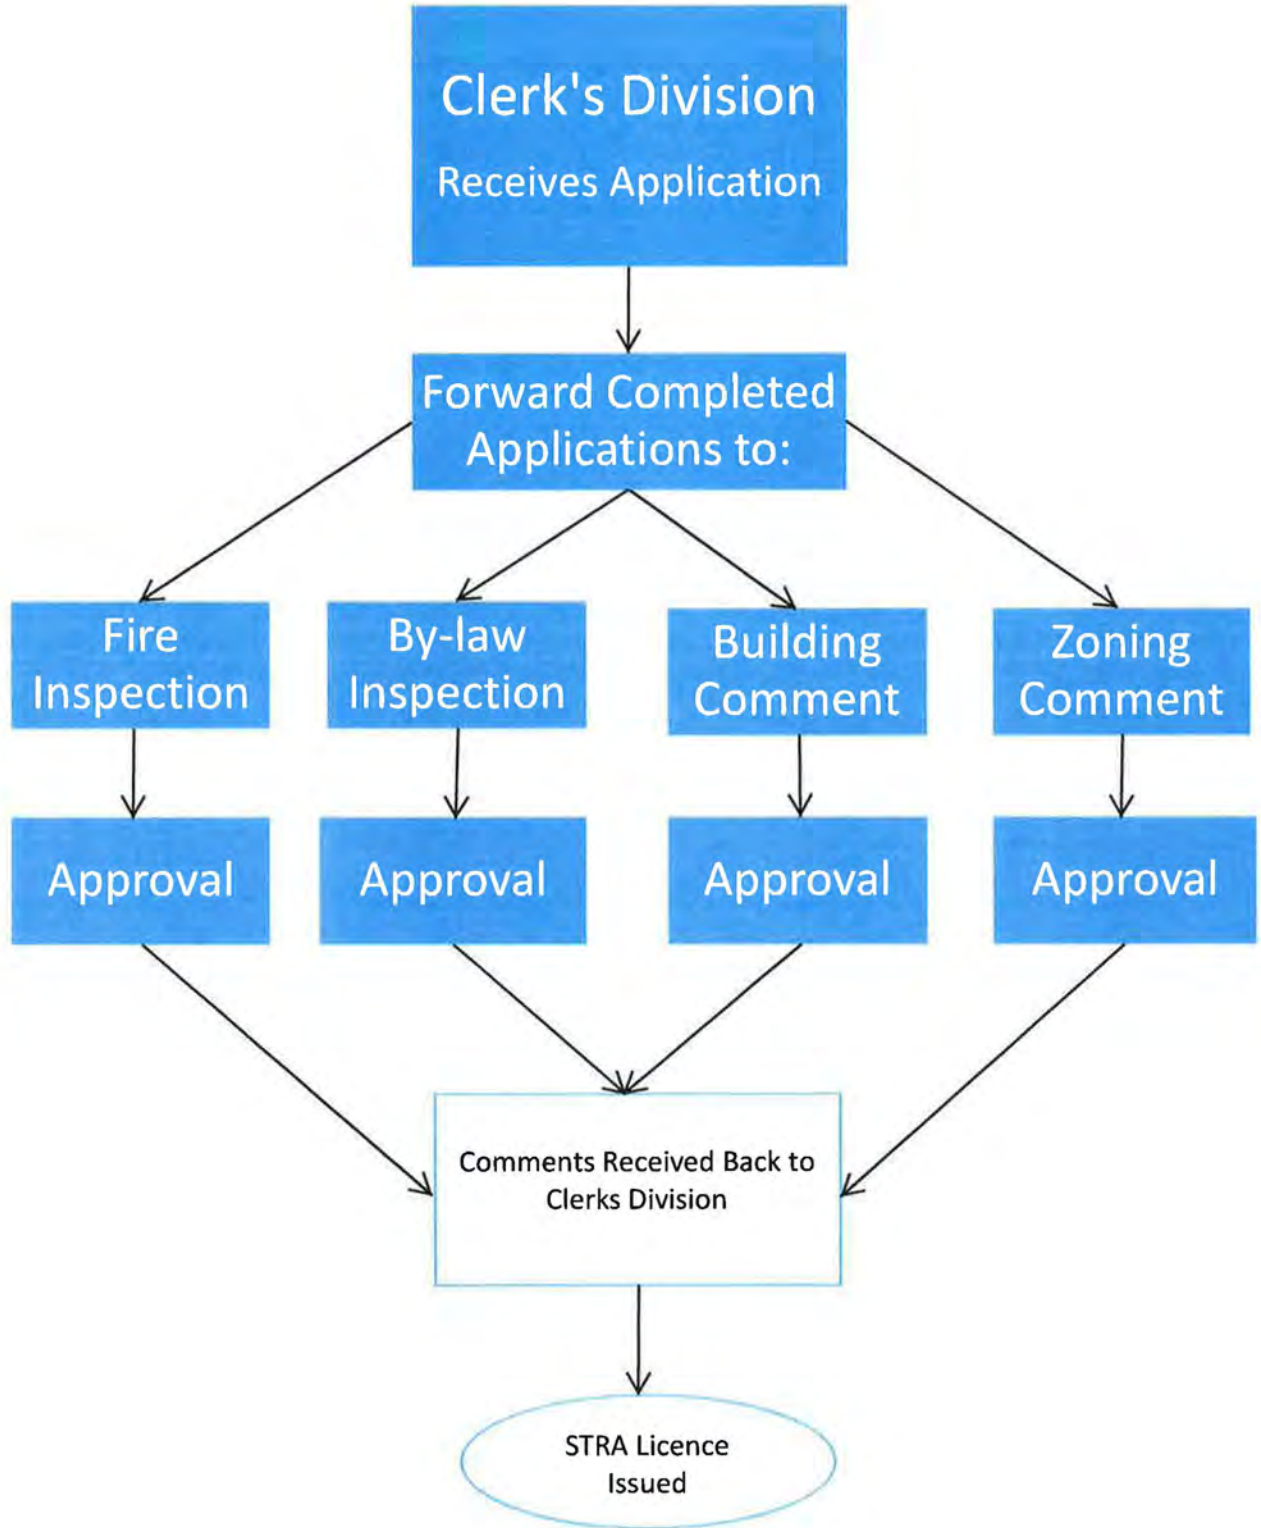 Clerk's Division
Receives Application
Forward Completed
Applications to:
Fire
Inspection
By-law
Inspection
Building
Comment
Zoning
Comment
Approval
Approval
Approval
Approval
Comments Received Back to
Clerks Division
STRA Licence
Issued